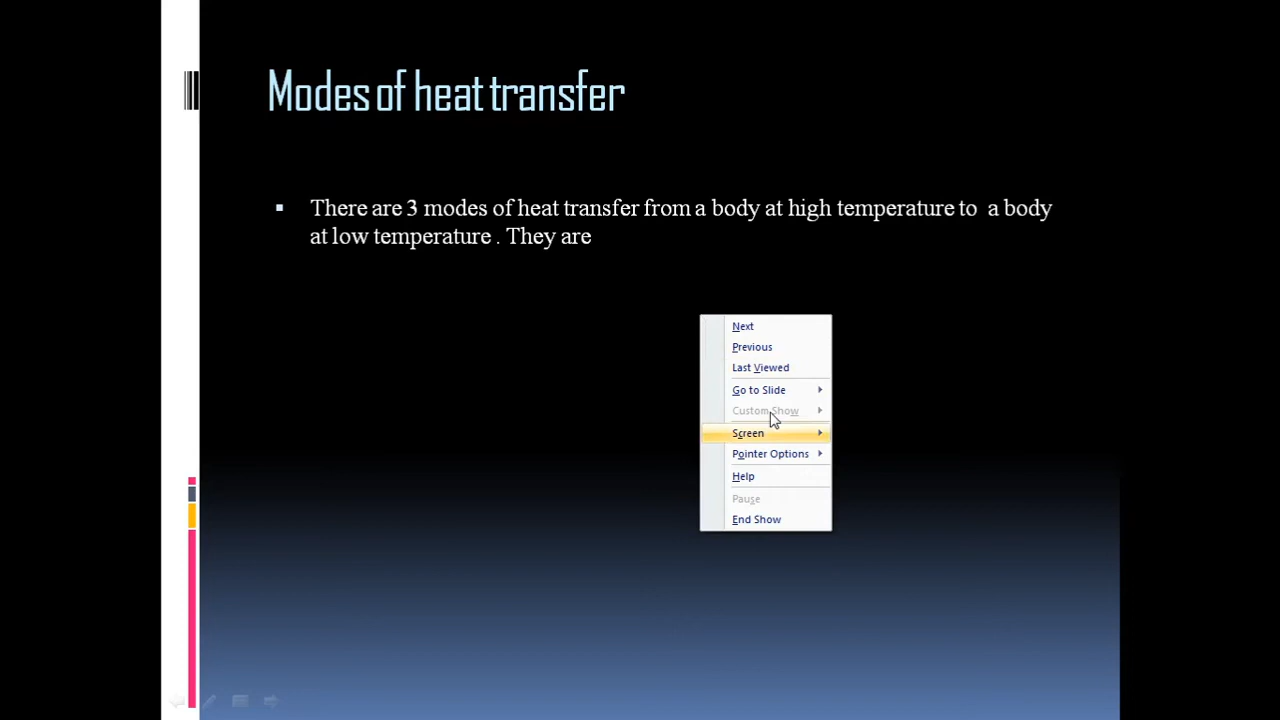 Modes of heat transfer
▪ There are 3 modes of heat transfer from a body at high temperature to a body
at low temperature . They are
Next
Previous
Last Viewed
Go to Slide
Custom Show
Screen
Pointer Options
Help
Pause
End Show